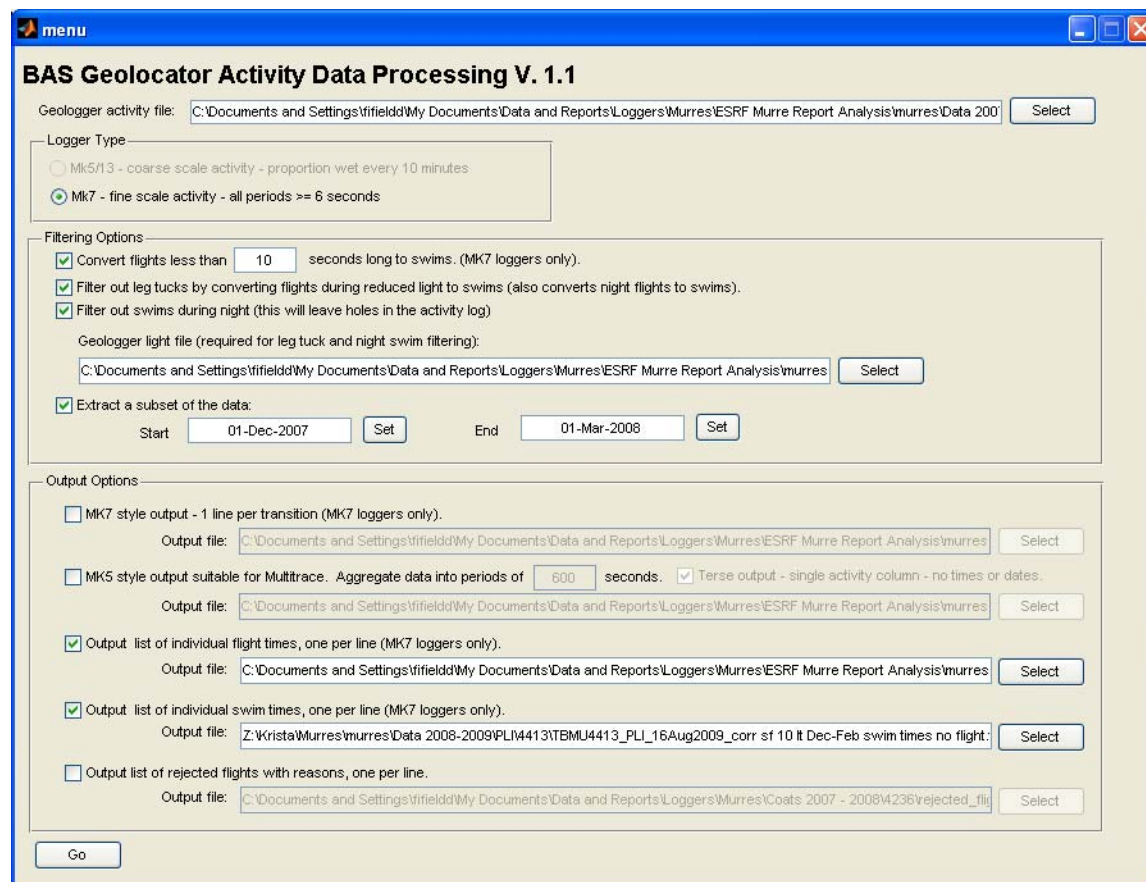 menu
BAS Geolocator Activity Data Processing V. 1.1
Geologger activity file: C:\Documents and Settings\fifieldd\My Documents\Data and Reports\Loggers\Murres\ESRF Murre Report Analysis\murres\Data 200 Select
Logger Type
Mk5/13 - coarse scale activity - proportion wet every 10 minutes
Mk7 - fine scale activity - all periods >= 6 seconds
Filtering Options
Convert flights less than 10 seconds long to swims. (MK7 loggers only).
Filter out leg tucks by converting flights during reduced light to swims (also converts night flights to swims).
Filter out swims during night (this will leave holes in the activity log)
Geologger light file (required for leg tuck and night swim filtering):
C:\Documents and Settings\fifieldd\My Documents\Data and Reports\Loggers\Murres\ESRF Murre Report Analysis\murres Select
Extract a subset of the data:
Start 01-Dec-2007 Set End 01-Mar-2008 Set
Output Options
MK7 style output - 1 line per transition (MK7 loggers only).
Output file: C:\Documents and Settings\fifieldd\My Documents\Data and Reports\Loggers\Murres\ESRF Murre Report Analysis\murres Select
MK5 style output suitable for Multitrace. Aggregate data into periods of 600 seconds. Terse output - single activity column - no times or dates.
Output file: C:\Documents and Settings\fifieldd\My Documents\Data and Reports\Loggers\Murres\ESRF Murre Report Analysis\murres Select
Output list of individual flight times, one per line (MK7 loggers only).
Output file: C:\Documents and Settings\fifieldd\My Documents\Data and Reports\Loggers\Murres\ESRF Murre Report Analysis\murres Select
Output list of individual swim times, one per line (MK7 loggers only).
Output file: Z:\Krista\Murres\murres\Data 2008-2009\PLI\4413\TBMU4413_PLI_16Aug2009_corr sf 10 lt Dec-Feb swim times no flight. Select
Output list of rejected flights with reasons, one per line.
Output file: C:\Documents and Settings\fifieldd\My Documents\Data and Reports\Loggers\Murres\Coats 2007 - 2008\4236\rejected_flig Select
Go